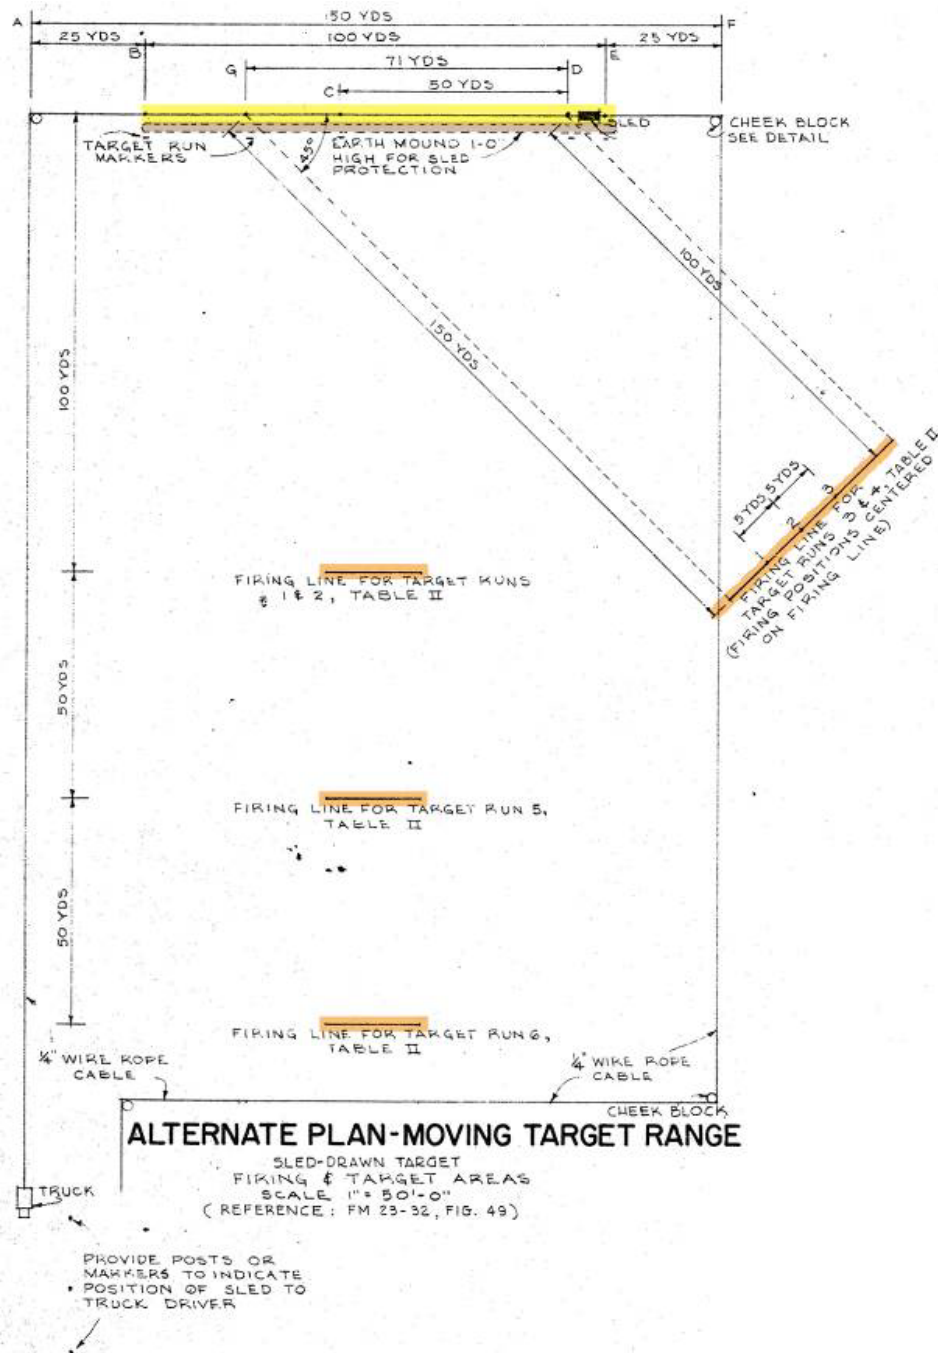 A
150 YDS
F
25 YDS
100 YDS
25 YDS
B
E
G
71 YDS
D
C
50 YDS
SLED
CHEEK BLOCK
SEE DETAIL
TARGET RUN
MARKERS
45°
EARTH MOUND 1-0
HIGH FOR SLED
PROTECTION
100 YDS
150 YDS
100 YDS
5 YDS 5 YDS
1 2 3
FIRING LINE FOR
TARGET RUNS 3 & 4, TABLE II
(FIRING POSITIONS CENTERED
ON FIRING LINE)
FIRING LINE FOR TARGET RUNS
1 & 2, TABLE II
50 YDS
FIRING LINE FOR TARGET RUN 5,
TABLE II
50 YDS
FIRING LINE FOR TARGET RUN 6,
TABLE II
1/4" WIRE ROPE
CABLE
1/4" WIRE ROPE
CABLE
CHEEK BLOCK
ALTERNATE PLAN-MOVING TARGET RANGE
SLED-DRAWN TARGET
FIRING & TARGET AREAS
SCALE 1" = 50'-0"
(REFERENCE: FM 23-32, FIG. 49)
TRUCK
PROVIDE POSTS OR
MARKERS TO INDICATE
POSITION OF SLED TO
TRUCK DRIVER